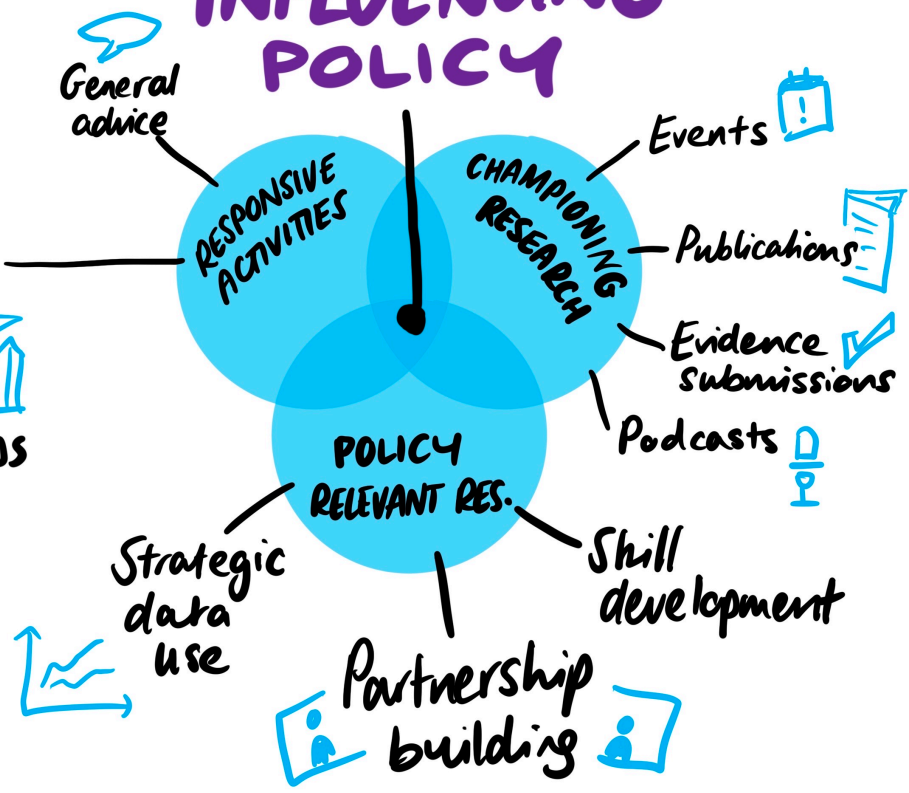 INFLUENCING
POLICY
General
advice
RESPONSIVE
ACTIVITIES
CHAMPIONING
RESEARCH
Events
!
Publications
Evidence
submissions
Podcasts
POLICY
RELEVANT RES.
Strategic
data
use
Partnership
building
Skill
development